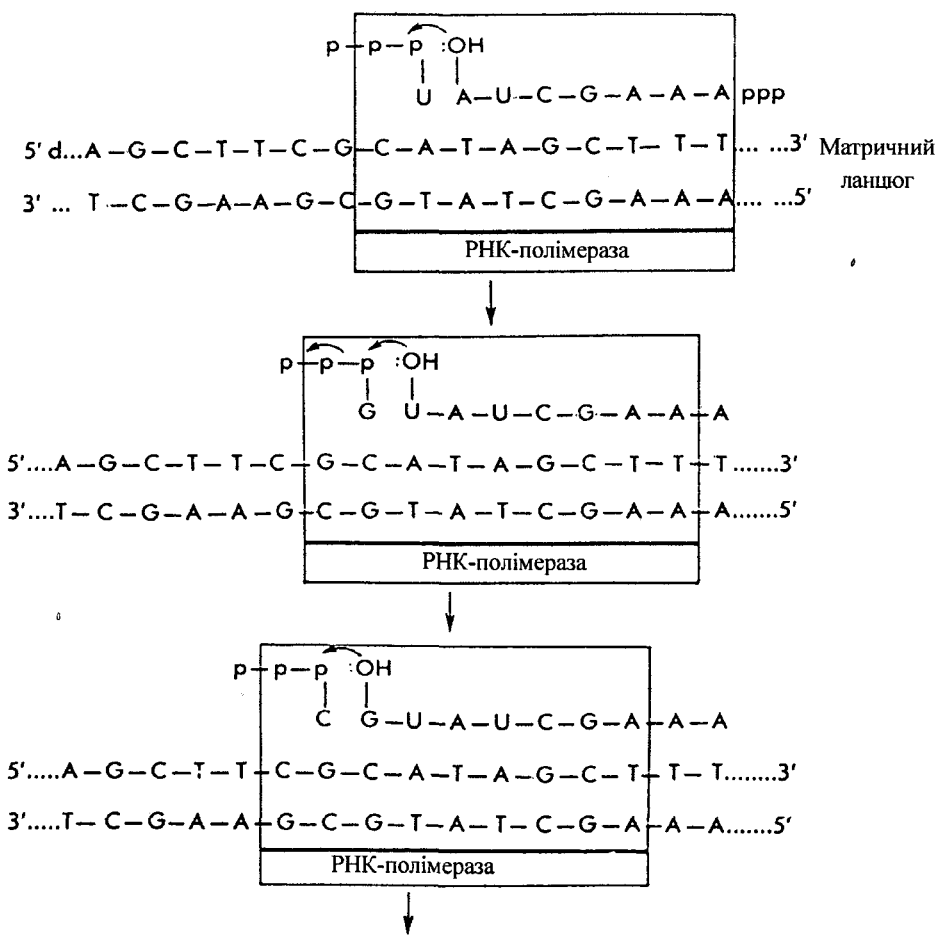 p–p–p :OH
U A–U–C–G–A–A–A ppp
5' d...A–G–C–T–T–C–G–C–A–T–A–G–C–T–T–T.... ...3' Матричний
ланцюг
3' ... T–C–G–A–A–G–C–G–T–A–T–C–G–A–A–A.... ...5'
РНК-полімераза
p–p–p :OH
G U–A–U–C–G–A–A–A
5'....A–G–C–T–T–C–G–C–A–T–A–G–C–T–T–T.......3'
3'....T–C–G–A–A–G–C–G–T–A–T–C–G–A–A–A.......5'
РНК-полімераза
p–p–p :OH
C G–U–A–U–C–G–A–A–A
5'.....A–G–C–T–T–C–G–C–A–T–A–G–C–T–T–T........3'
3'.....T–C–G–A–A–G–C–G–T–A–T–C–G–A–A–A.......5'
РНК-полімераза